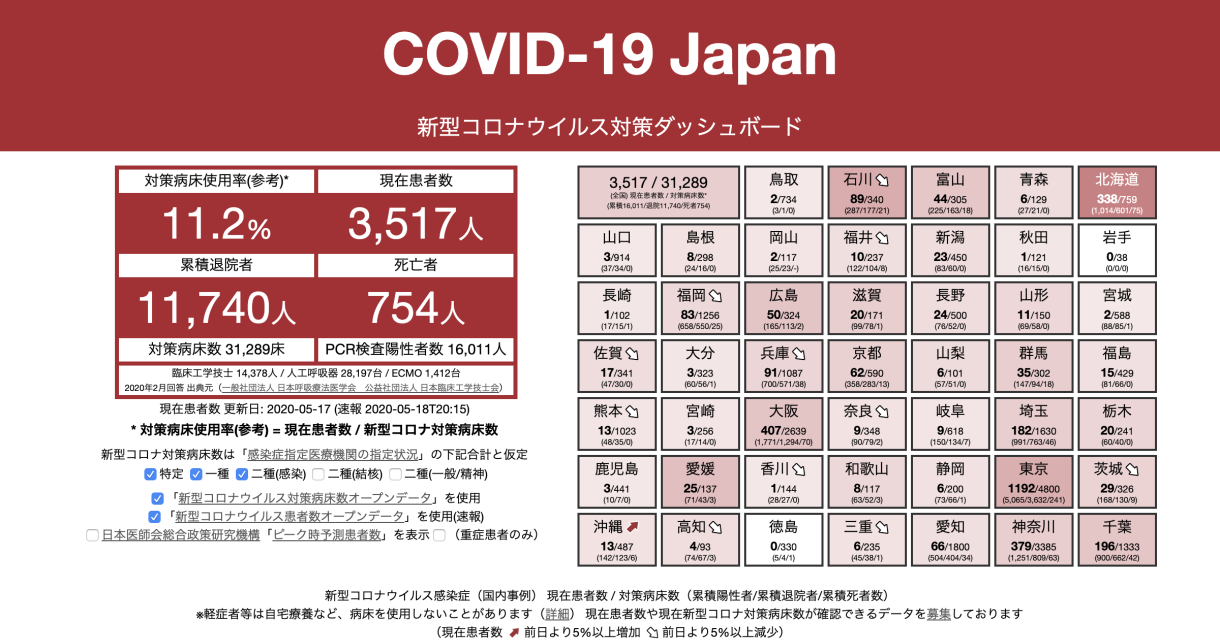 COVID-19 Japan
新型コロナウイルス対策ダッシュボード
対策病床使用率(参考)*
現在患者数
11.2%
3,517人
累積退院者
死亡者
11,740人
754人
対策病床数 31,289床
PCR検査陽性者数 16,011人
臨床工学技士 14,378人 / 人工呼吸器 28,197台 / ECMO 1,412台
2020年2月回答 出典元（一般社団法人 日本呼吸療法医学会　公益社団法人 日本臨床工学技士会）
現在患者数 更新日: 2020-05-17 (速報 2020-05-18T20:15)
* 対策病床使用率(参考) = 現在患者数 / 新型コロナ対策病床数
新型コロナ対策病床数は「感染症指定医療機関の指定状況」の下記合計と仮定
特定 一種 二種(感染) 二種(結核) 二種(一般/精神)
「新型コロナウイルス対策病床数オープンデータ」を使用
「新型コロナウイルス患者数オープンデータ」を使用(速報)
日本医師会総合政策研究機構「ピーク時予測患者数」を表示 （重症患者のみ）
3,517 / 31,289
(全国) 現在患者数 / 対策病床数*
(累積16,011/退院11,740/死者754)
鳥取
2/734
(3/1/0)
石川
89/340
(287/177/21)
富山
44/305
(225/163/18)
青森
6/129
(27/21/0)
北海道
338/759
(1,014/601/75)
山口
3/914
(37/34/0)
島根
8/298
(24/16/0)
岡山
2/117
(25/23/-)
福井
10/237
(122/104/8)
新潟
23/450
(83/60/0)
秋田
1/121
(16/15/0)
岩手
0/38
(0/0/0)
長崎
1/102
(17/15/1)
福岡
83/1256
(658/550/25)
広島
50/324
(165/113/2)
滋賀
20/171
(99/78/1)
長野
24/500
(76/52/0)
山形
11/150
(69/58/0)
宮城
2/588
(88/85/1)
佐賀
17/341
(47/30/0)
大分
3/323
(60/56/1)
兵庫
91/1087
(700/571/38)
京都
62/590
(358/283/13)
山梨
6/101
(57/51/0)
群馬
35/302
(147/94/18)
福島
15/429
(81/66/0)
熊本
13/1023
(48/35/0)
宮崎
3/256
(17/14/0)
大阪
407/2639
(1,771/1,294/70)
奈良
9/348
(90/79/2)
岐阜
9/618
(150/134/7)
埼玉
182/1630
(991/763/46)
栃木
20/241
(60/40/0)
鹿児島
3/441
(10/7/0)
愛媛
25/137
(71/43/3)
香川
1/144
(28/27/0)
和歌山
8/117
(63/52/3)
静岡
6/200
(73/66/1)
東京
1192/4800
(5,065/3,632/241)
茨城
29/326
(168/130/9)
沖縄
13/487
(142/123/6)
高知
4/93
(74/67/3)
徳島
0/330
(5/4/1)
三重
6/235
(45/38/1)
愛知
66/1800
(504/404/34)
神奈川
379/3385
(1,251/809/63)
千葉
196/1333
(900/662/42)
新型コロナウイルス感染症（国内事例） 現在患者数 / 対策病床数（累積陽性者/累積退院者/累積死者数）
※軽症者等は自宅療養など、病床を使用しないことがあります（詳細） 現在患者数や現在新型コロナ対策病床数が確認できるデータを募集しております
（現在患者数 前日より5%以上増加 前日より5%以上減少）